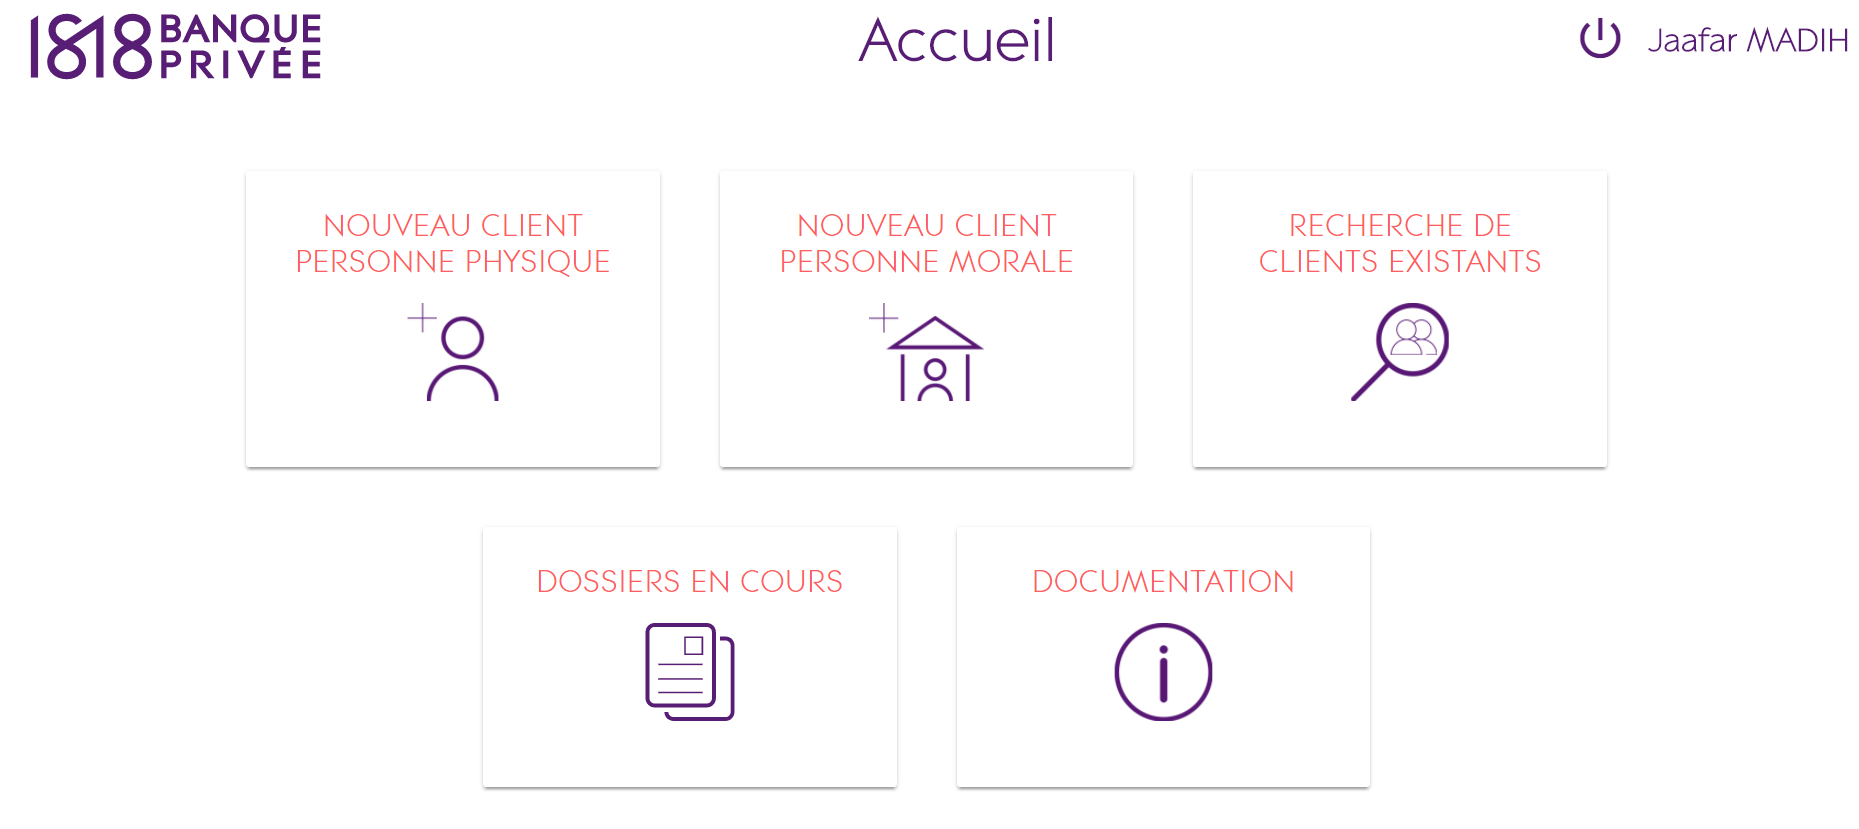 1818 BANQUE
PRIVÉE
Accueil
Jaafar MADIH
NOUVEAU CLIENT
PERSONNE PHYSIQUE
NOUVEAU CLIENT
PERSONNE MORALE
RECHERCHE DE
CLIENTS EXISTANTS
DOSSIERS EN COURS
DOCUMENTATION